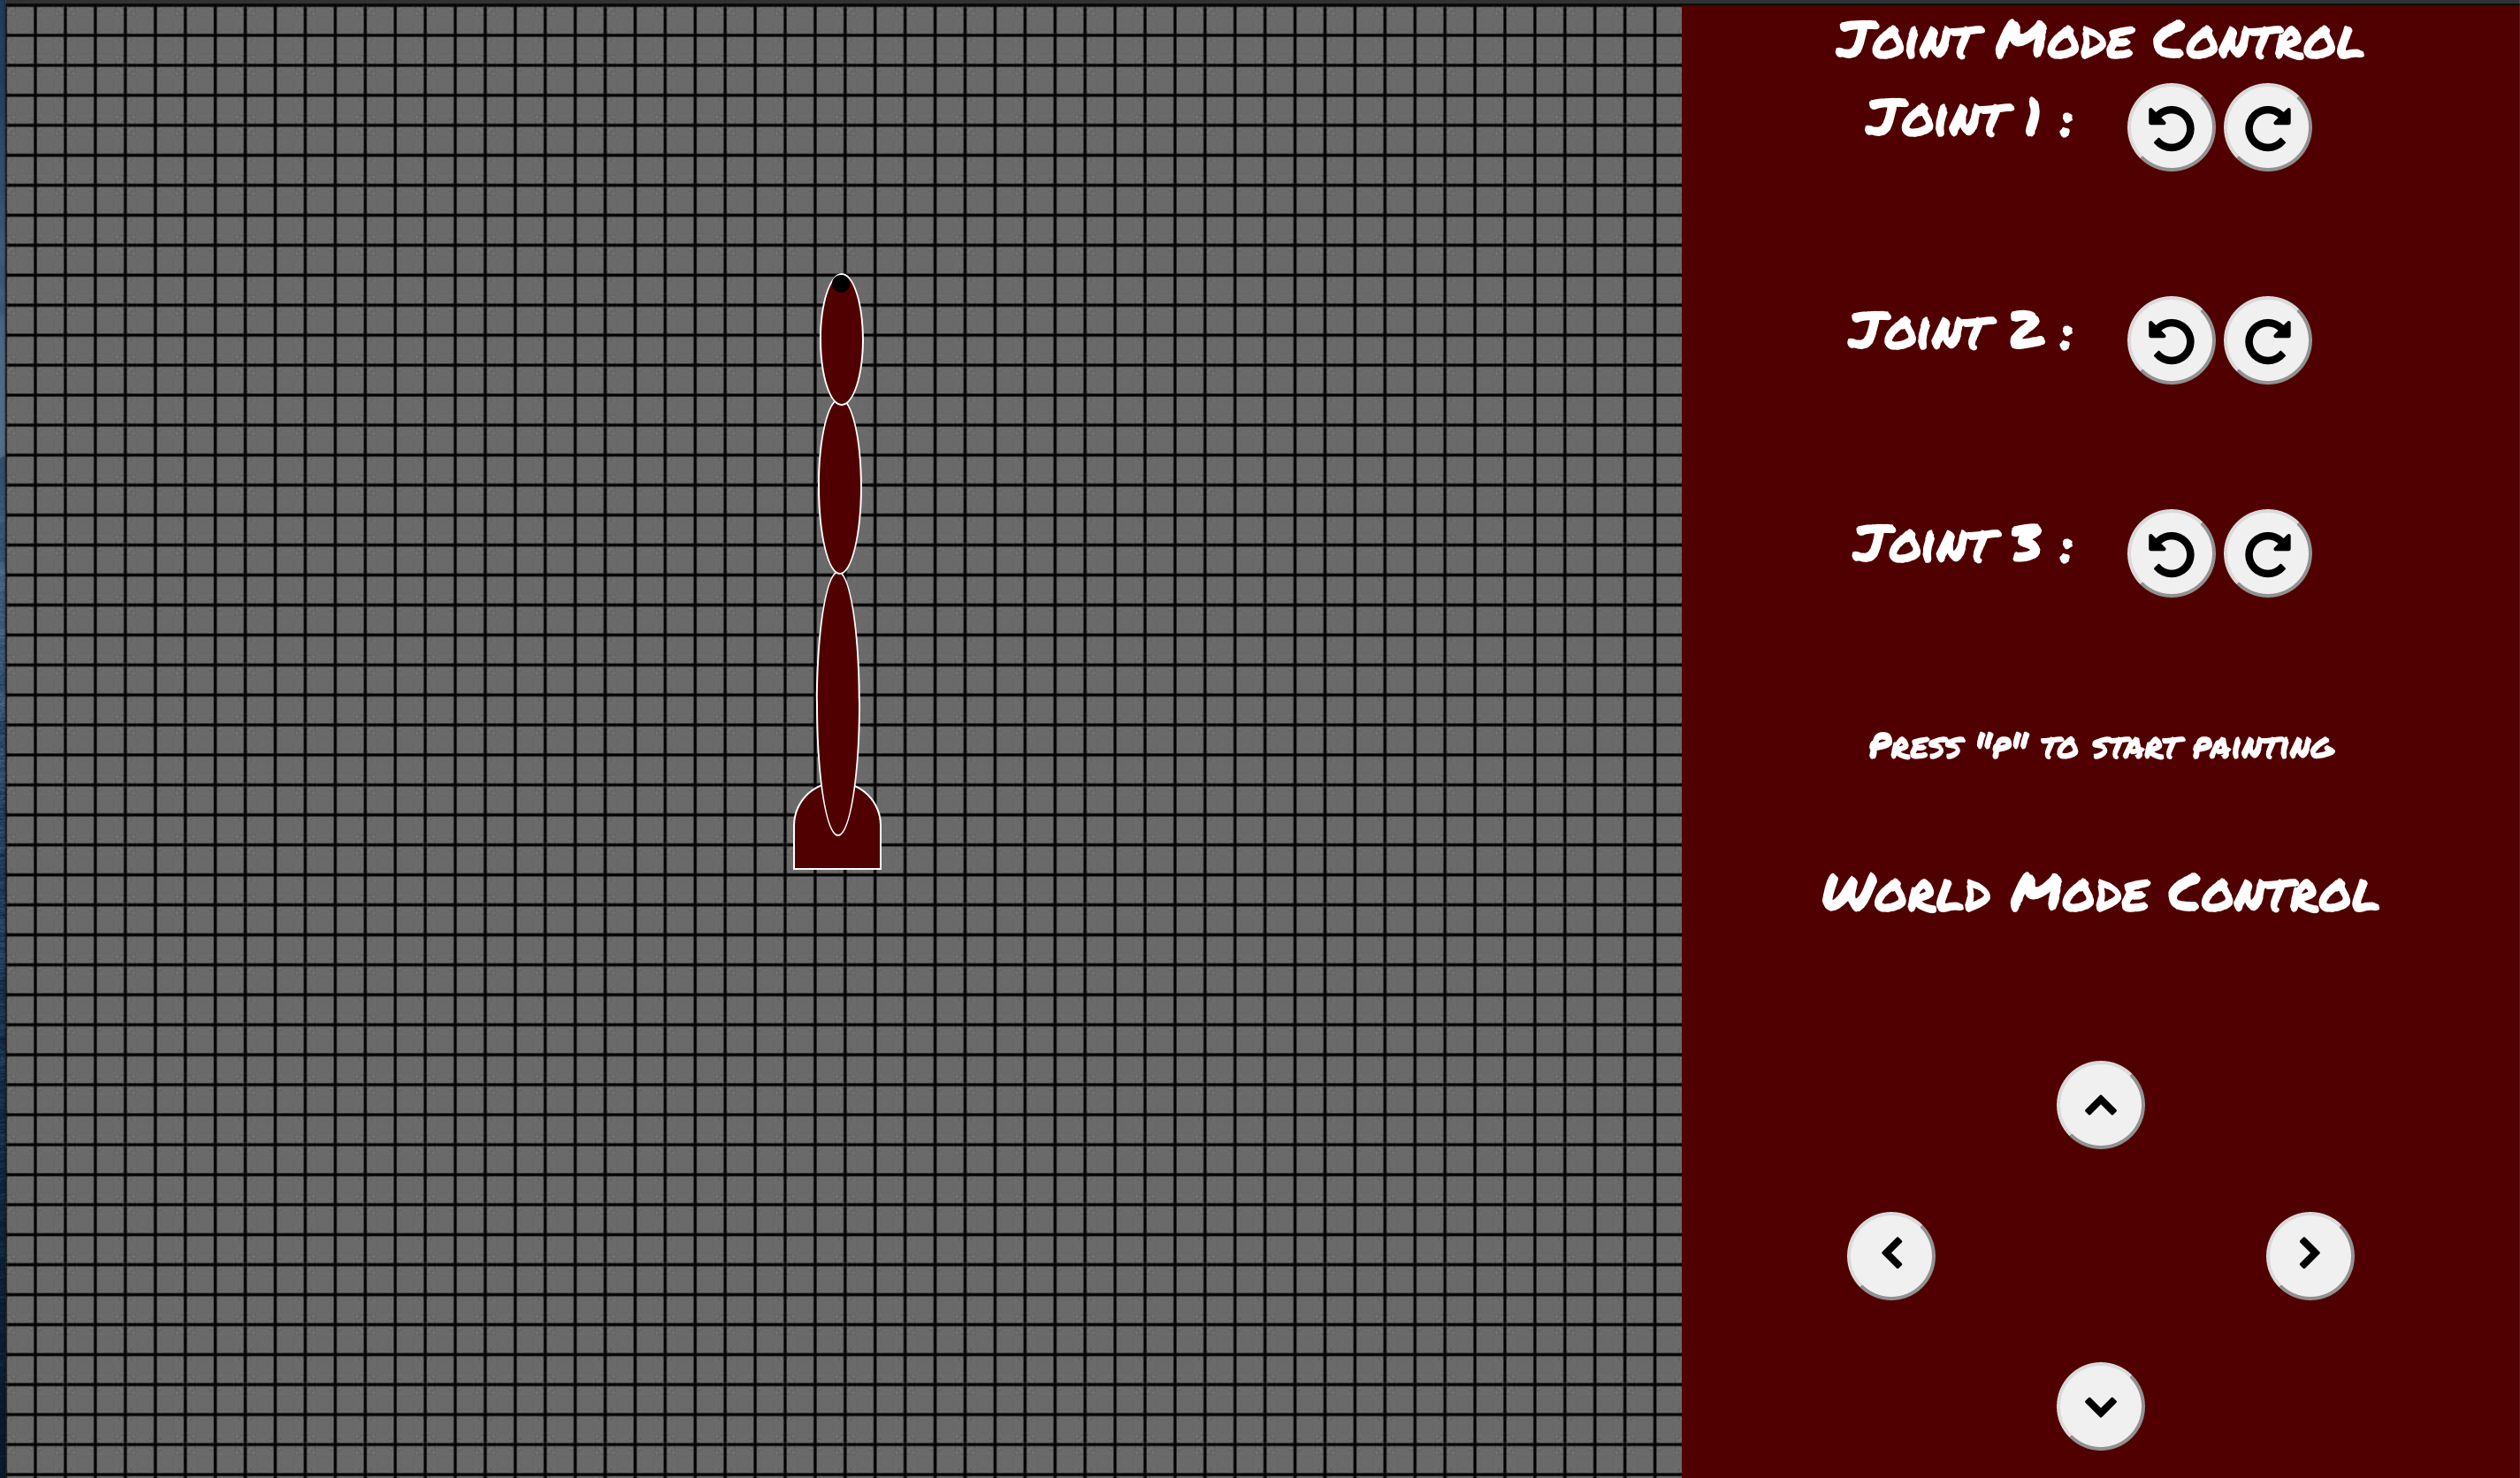 Joint Mode Control
Joint 1 :
Joint 2 :
Joint 3 :
Press "P" to start painting
World Mode Control